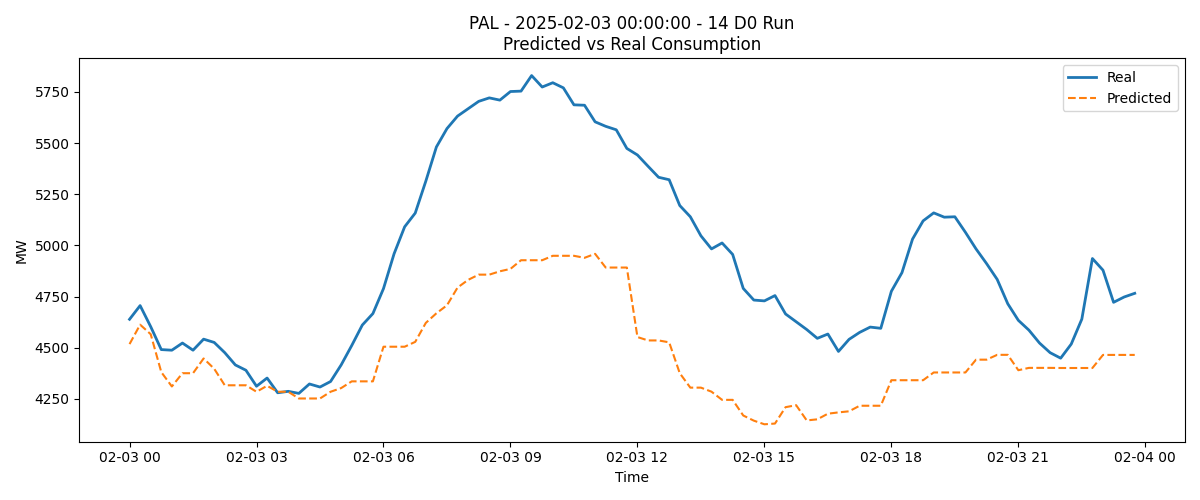 PAL - 2025-02-03 00:00:00 - 14 D0 Run
Predicted vs Real Consumption
Real
Predicted
MW
5750
5500
5250
5000
4750
4500
4250
02-03 00
02-03 03
02-03 06
02-03 09
02-03 12
02-03 15
02-03 18
02-03 21
02-04 00
Time